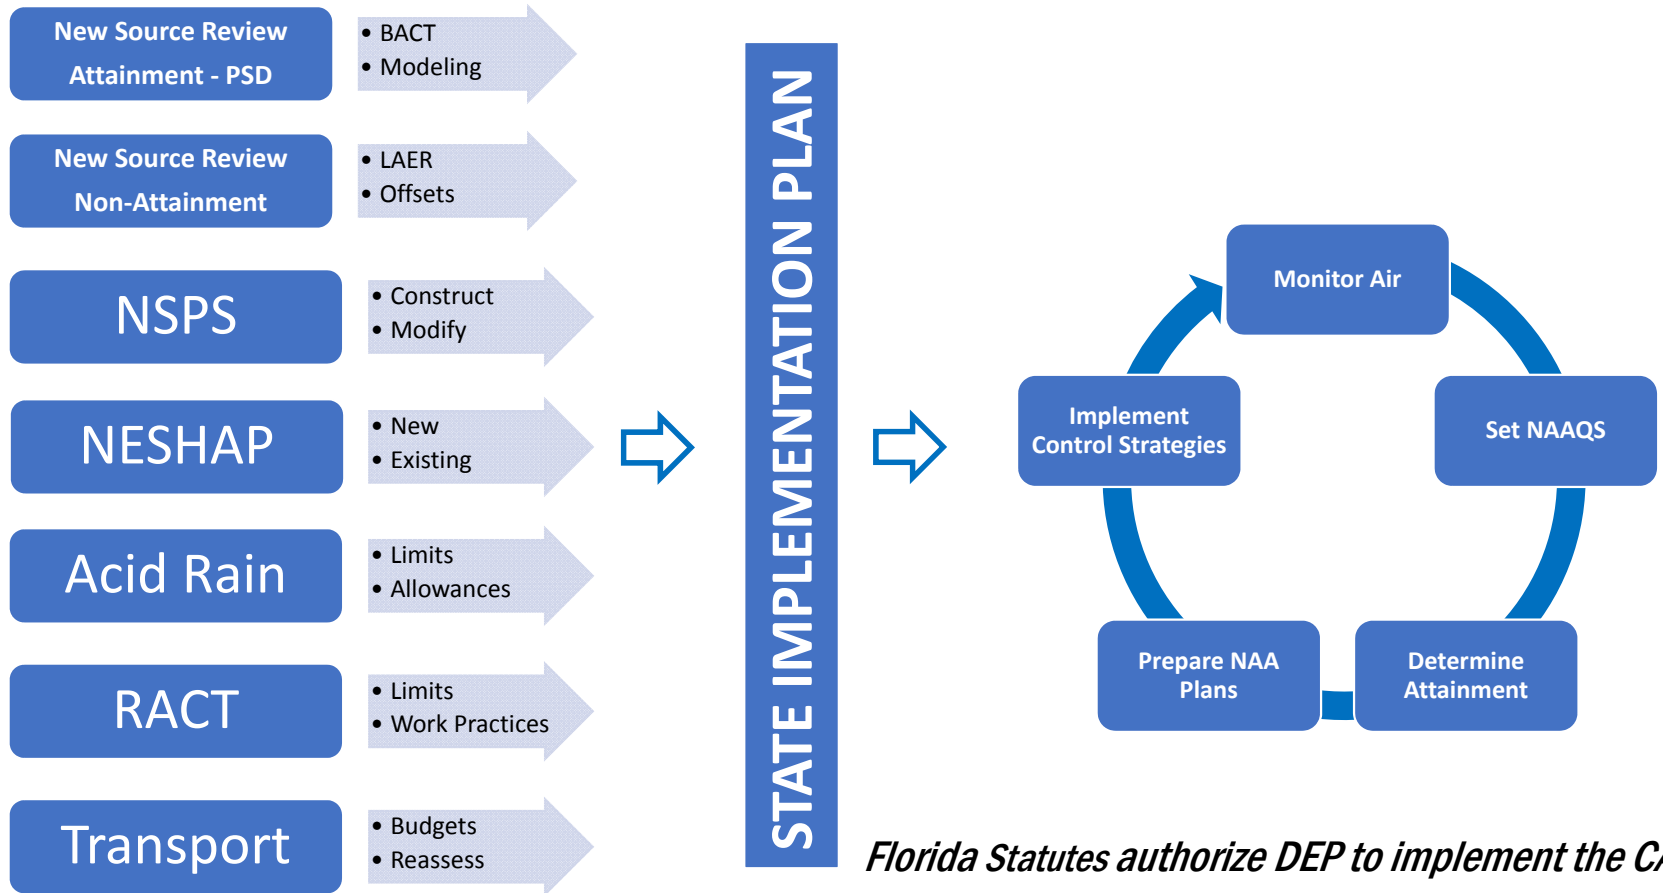 New Source Review
Attainment - PSD
• BACT
• Modeling
New Source Review
Non-Attainment
• LAER
• Offsets
NSPS
• Construct
• Modify
NESHAP
• New
• Existing
Acid Rain
• Limits
• Allowances
RACT
• Limits
• Work Practices
Transport
• Budgets
• Reassess
STATE IMPLEMENTATION PLAN
Monitor Air
Set NAAQS
Determine
Attainment
Prepare NAA
Plans
Implement
Control Strategies
Florida Statutes authorize DEP to implement the